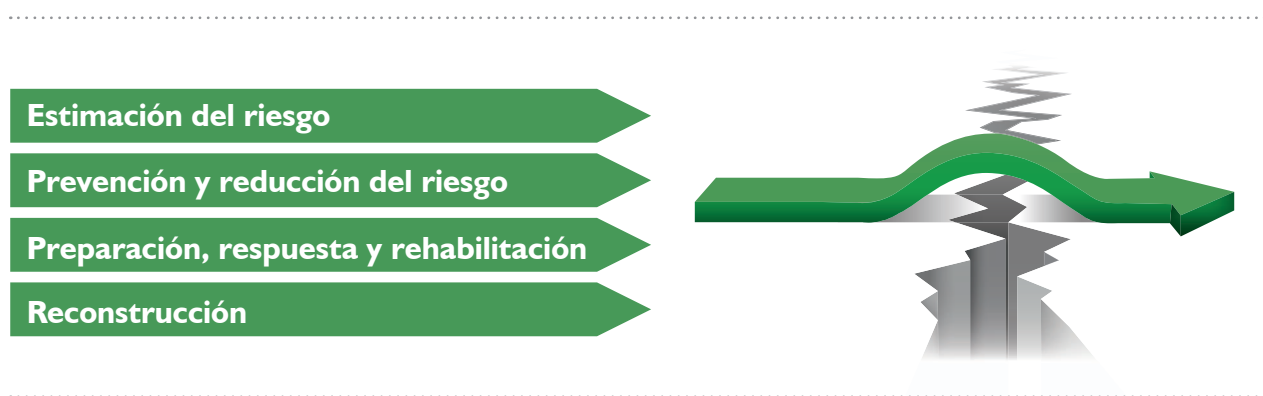 Estimación del riesgo
Prevención y reducción del riesgo
Preparación, respuesta y rehabilitación
Reconstrucción